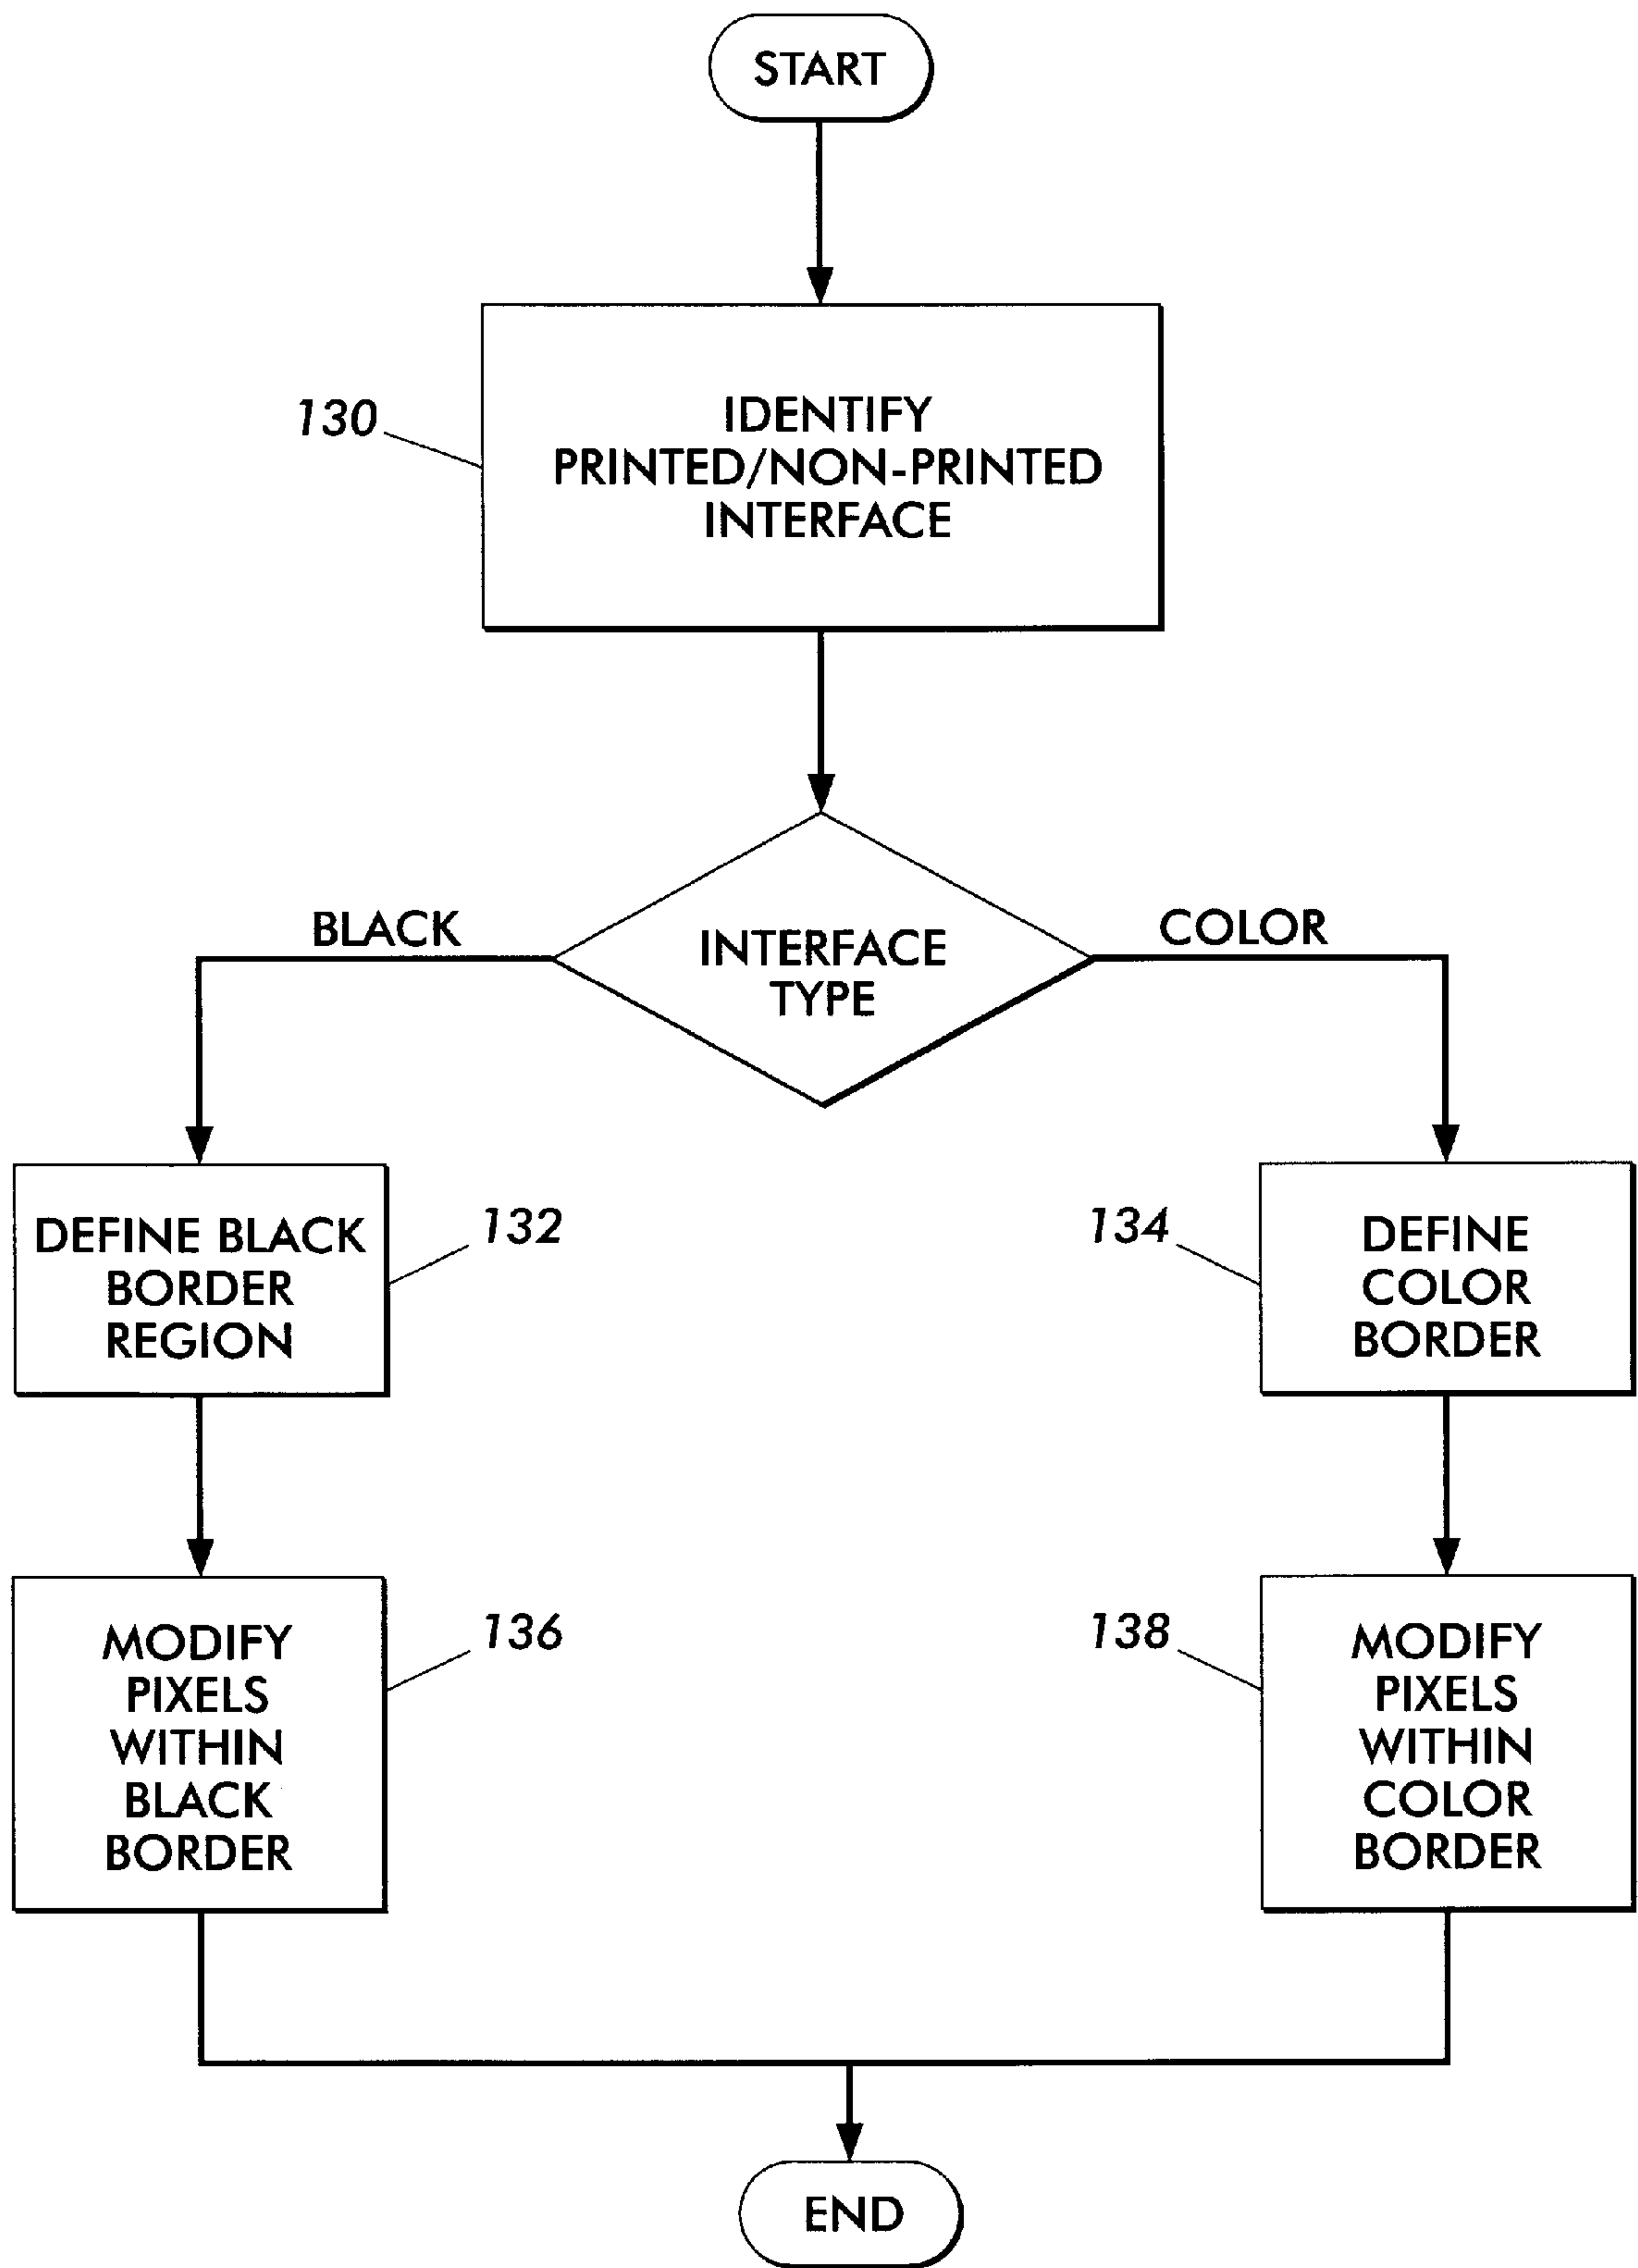 START
130
IDENTIFY
PRINTED/NON-PRINTED
INTERFACE
BLACK
INTERFACE
TYPE
COLOR
DEFINE BLACK
BORDER
REGION
132
134
DEFINE
COLOR
BORDER
MODIFY
PIXELS
WITHIN
BLACK
BORDER
136
138
MODIFY
PIXELS
WITHIN
COLOR
BORDER
END